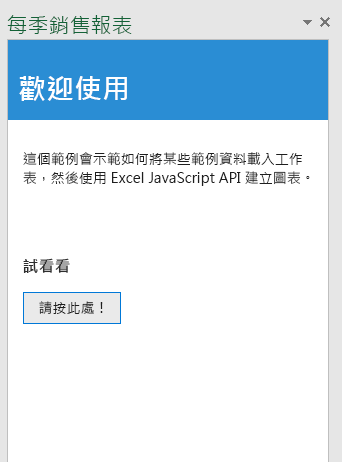 每季銷售報表
歡迎使用
這個範例會示範如何將某些範例資料載入工作
表，然後使用 Excel JavaScript API 建立圖表。
試看看
請按此處！